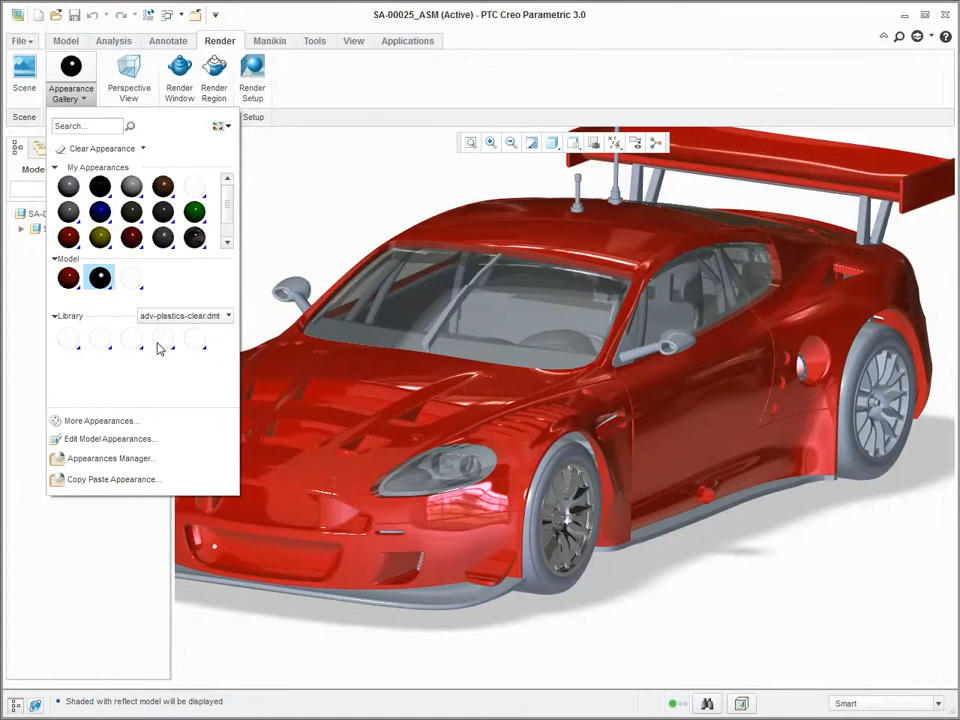 SA-00025_ASM (Active) - PTC Creo Parametric 3.0
File Model Analysis Annotate Render Manikin Tools View Applications
Scene
Appearance Gallery
Perspective View
Render Window
Render Region
Render Setup
Scene
Setup
Search...
Clear Appearance
My Appearances
Mode
SA-0
S
Model
Library
adv-plastics-clear.dmt
More Appearances...
Edit Model Appearances...
Appearances Manager...
Copy Paste Appearance...
Shaded with reflect model will be displayed
Smart